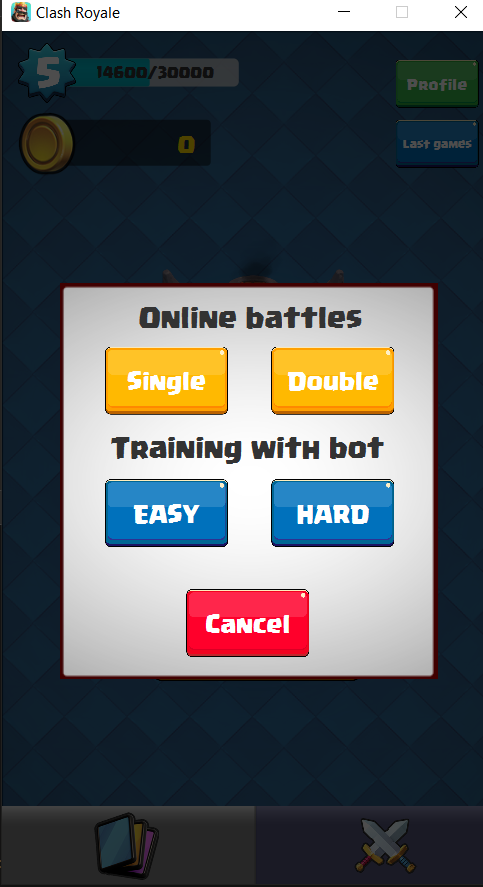 Clash Royale
5
14600/30000
Profile
0
Last games
Online battles
Single
Double
Training with bot
EASY
HARD
Cancel